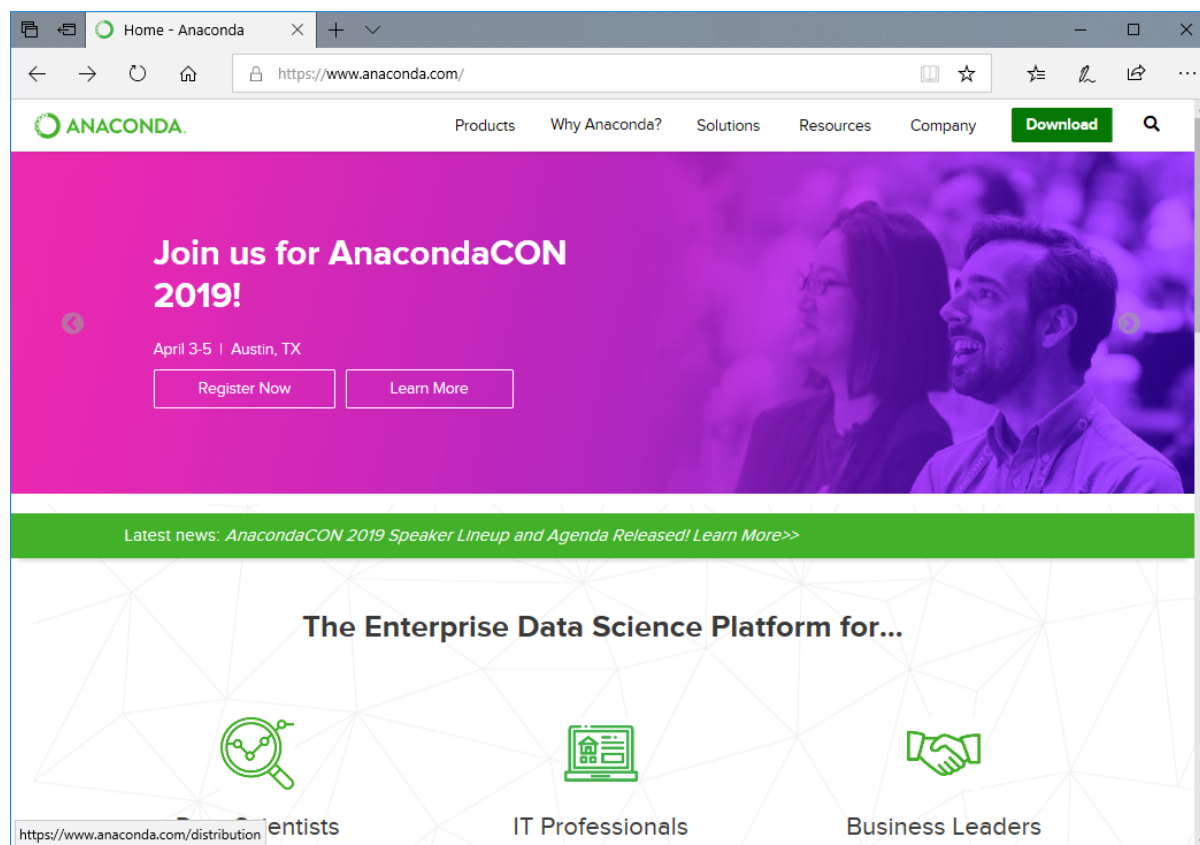 Home - Anaconda
https://www.anaconda.com/
ANACONDA.
Products Why Anaconda? Solutions Resources Company Download
Join us for AnacondaCON
2019!
April 3-5 | Austin, TX
Register Now Learn More
Latest news: AnacondaCON 2019 Speaker Lineup and Agenda Released! Learn More>>
The Enterprise Data Science Platform for...
IT Professionals Business Leaders
https://www.anaconda.com/distribution